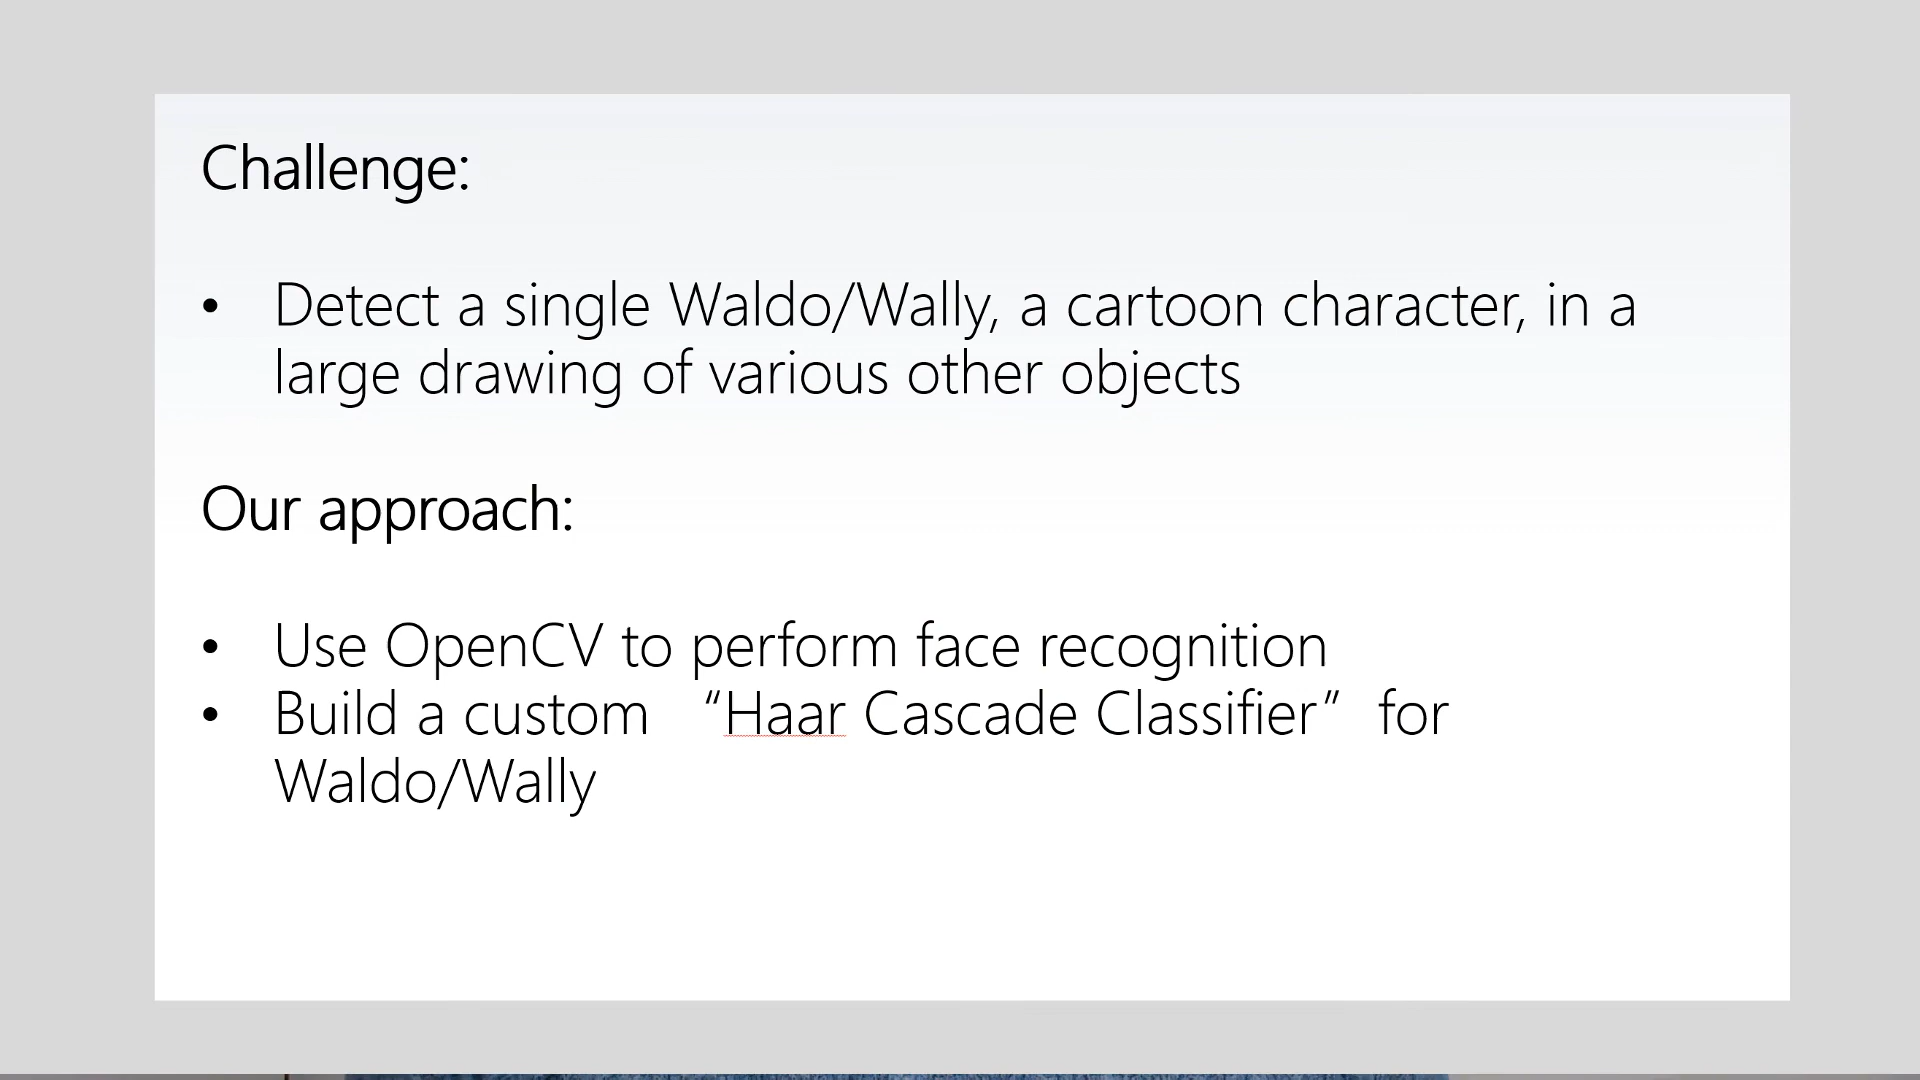 Challenge:
• Detect a single Waldo/Wally, a cartoon character, in a
large drawing of various other objects
Our approach:
• Use OpenCV to perform face recognition
• Build a custom “Haar Cascade Classifier” for
Waldo/Wally